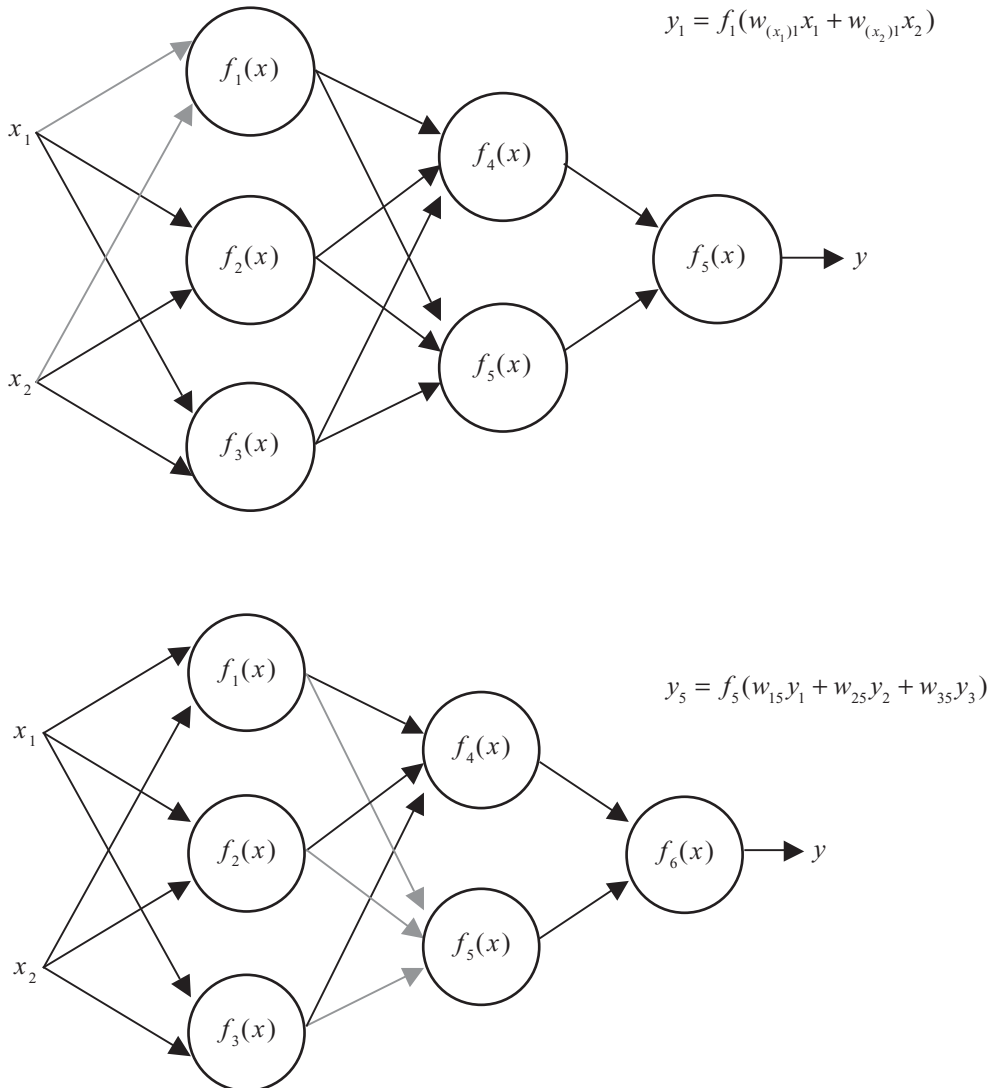 y₁ = f₁(w₍ₓ₁₎₁x₁ + w₍ₓ₂₎₁x₂)
f₁(x)
x₁
f₄(x)
f₂(x)
f₅(x)
y
x₂
f₅(x)
f₃(x)
f₁(x)
y₅ = f₅(w₁₅y₁ + w₂₅y₂ + w₃₅y₃)
x₁
f₄(x)
f₂(x)
f₆(x)
y
f₅(x)
x₂
f₃(x)